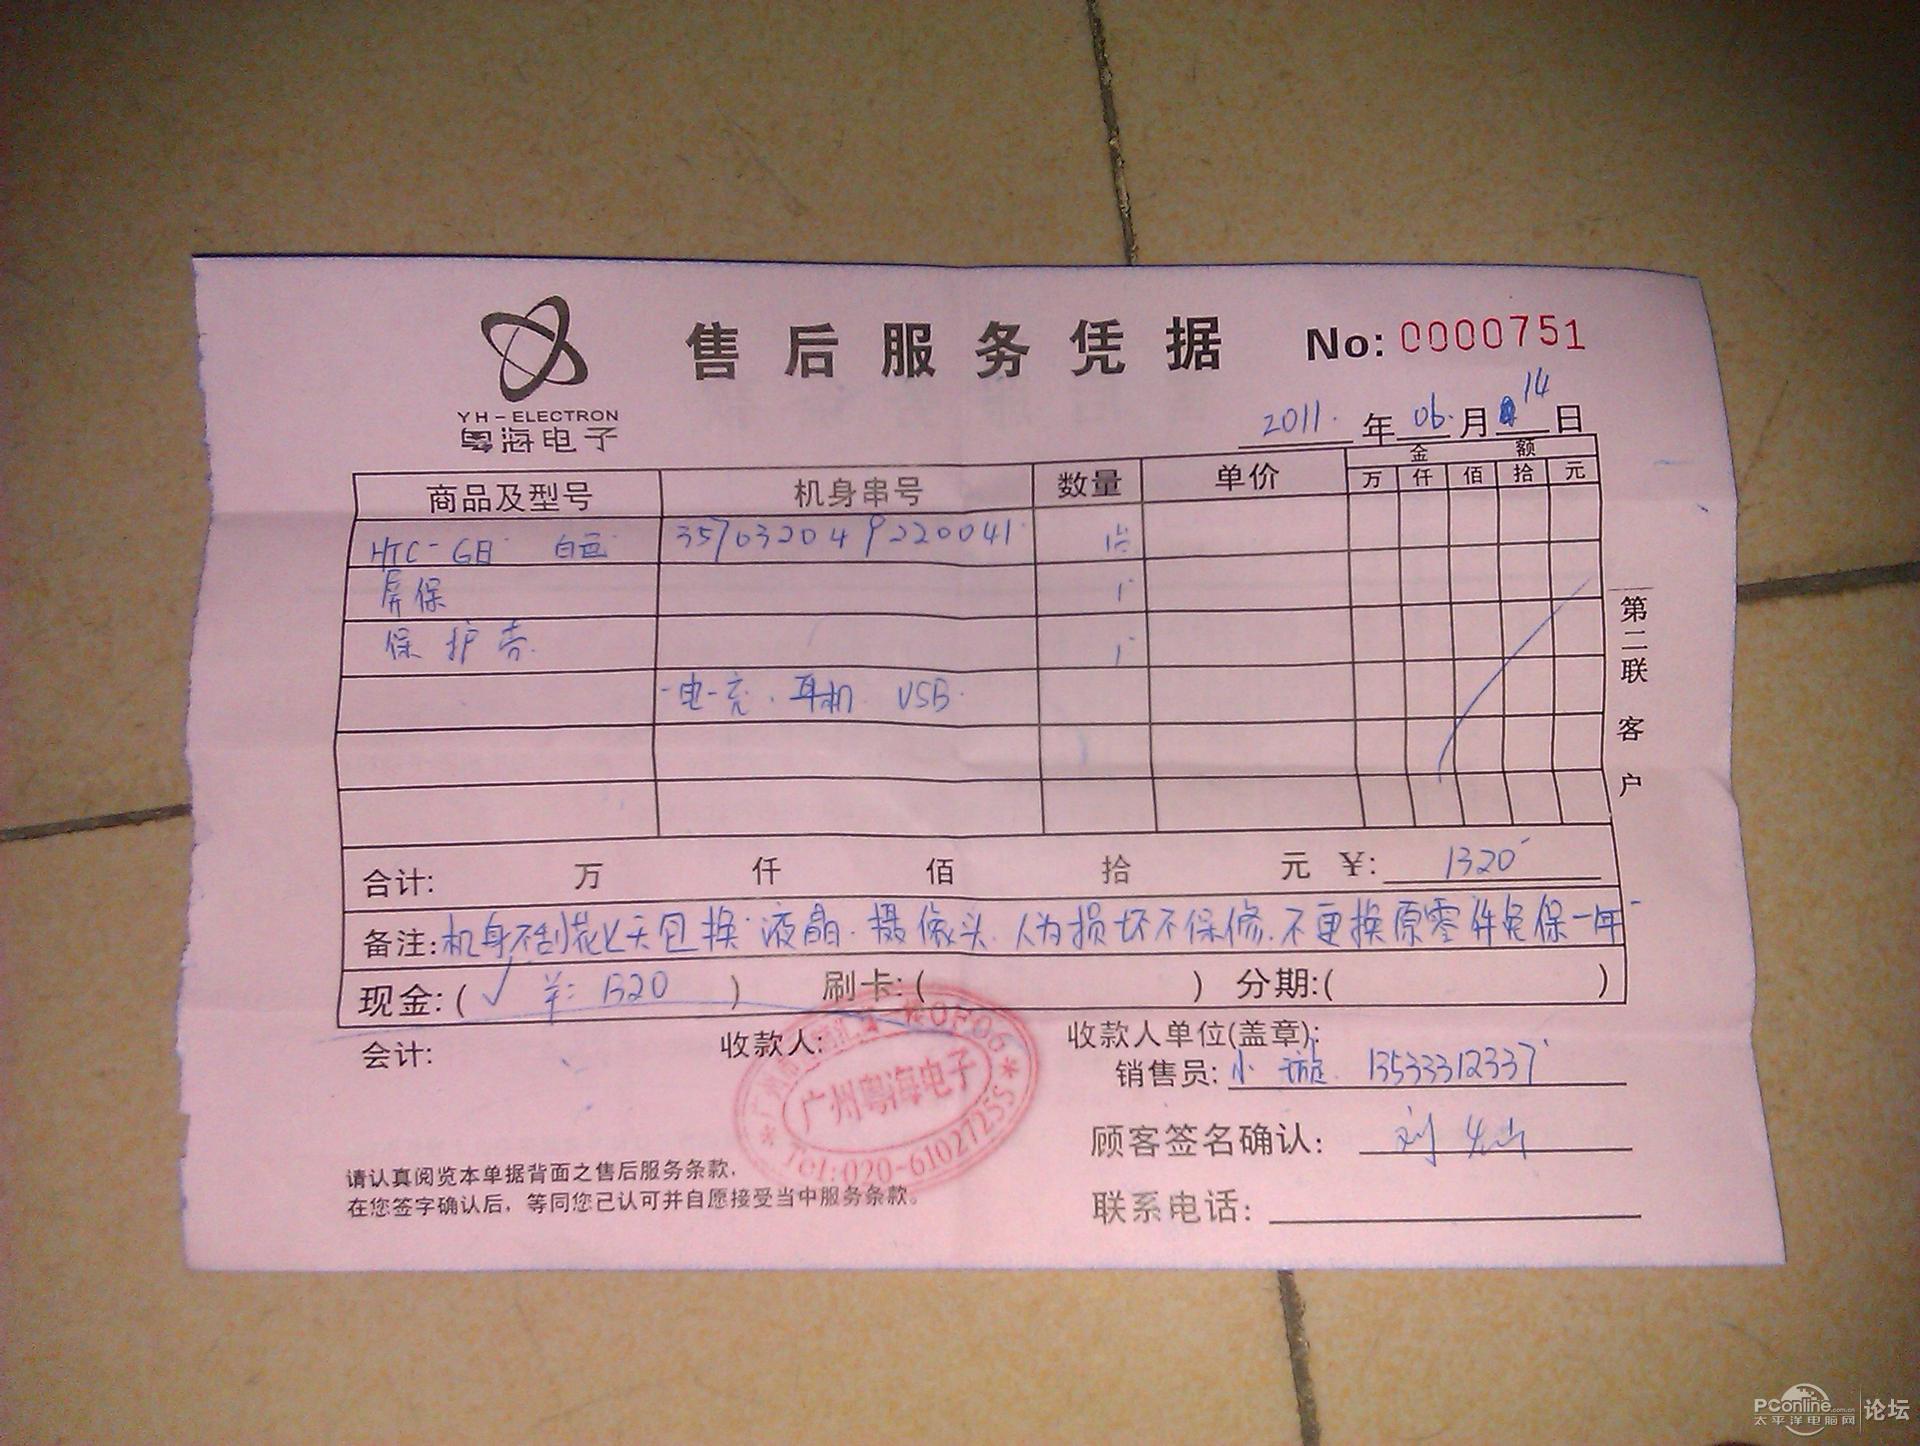 售后服务凭据 No: 0000751
YH-ELECTRON
粤海电子
2011. 年 06. 月 14 日
商品及型号 机身串号 数量 单价 金额
万 仟 佰 拾 元
HTC- G8 白色 357032049220041 1台
屏保 1
保护壳. 1
一电一充. 耳机 USB.
第二联 客户
合计: 万 仟 佰 拾 元 ¥: 1320
备注: 机身不刮花七天包换. 液晶. 摄像头. 人为损坏不保修. 不更换原零件免保一年
现金:( ✓ 羊: 1320 ) 刷卡:( ) 分期:( )
会计: 收款人: 收款人单位(盖章):
销售员: 小 璇. 13533312337
广州粤海电子
Tel:020-61027255
顾客签名确认: 刘
联系电话:
请认真阅览本单据背面之售后服务条款,
在您签字确认后，等同您已认可并自愿接受当中服务条款。
PConline.com.cn
太平洋电脑网 论坛